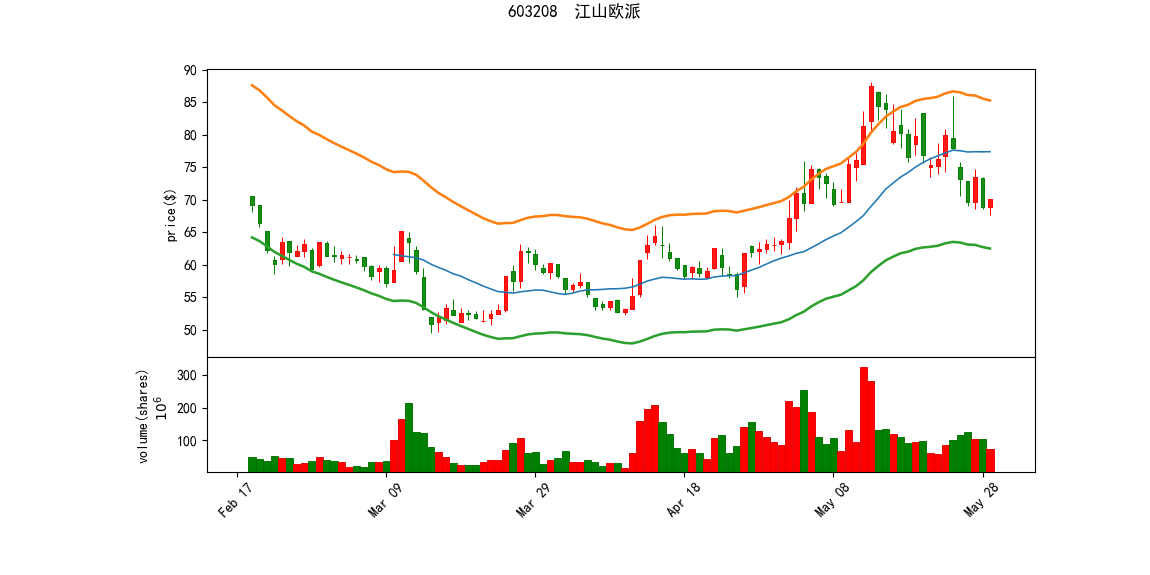 603208 江山欧派
price($)
90
85
80
75
70
65
60
55
50
volume(shares)
10^6
300
200
100
Feb 17
Mar 09
Mar 29
Apr 18
May 08
May 28